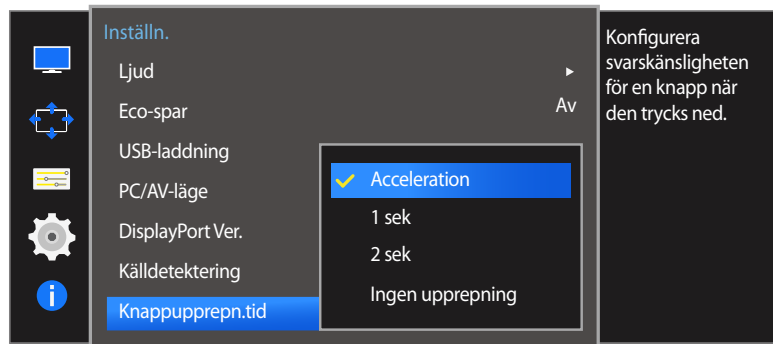 Inställn.
Ljud
Eco-spar
Av
USB-laddning
PC/AV-läge
DisplayPort Ver.
Källdetektering
Knappupprepn.tid
Acceleration
1 sek
2 sek
Ingen upprepning
Konfigurera
svarskänsligheten
för en knapp när
den trycks ned.